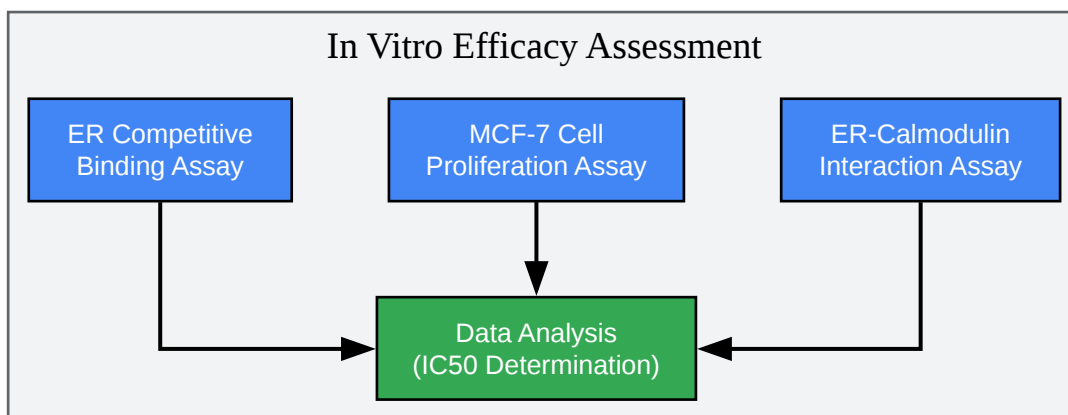 In Vitro Efficacy Assessment
ER Competitive
Binding Assay
MCF-7 Cell
Proliferation Assay
ER-Calmodulin
Interaction Assay
Data Analysis
(IC50 Determination)